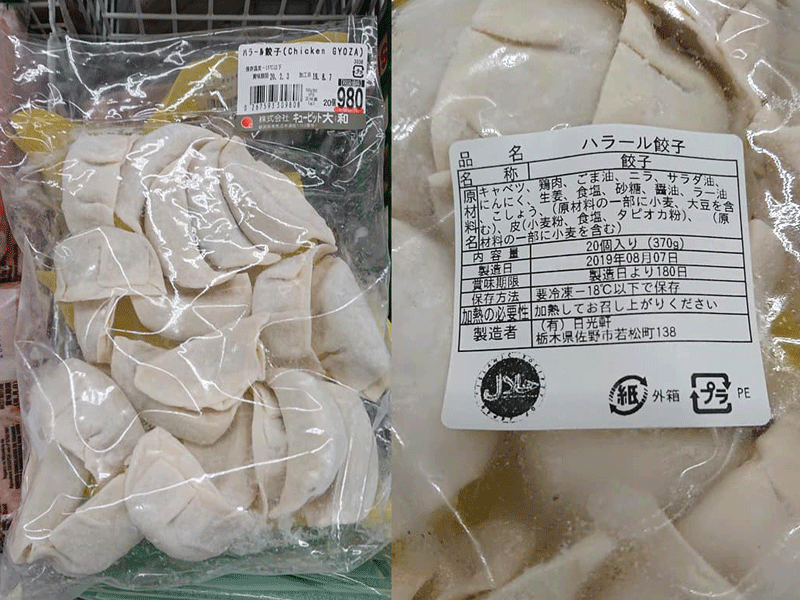 ハラール餃子(Chicken GYOZA)
保存温度-15℃以下
賞味期限 20.2.3 加工日 19.8.7
20個
980
株式会社 キュービット大和
品名 ハラール餃子
名称 餃子
原材料名 キャベツ、鶏肉、ごま油、ニラ、サラダ油、
にんにく、生姜、食塩、砂糖、醤油、ラー油
、こしょう、(原材料の一部に小麦、大豆を含
む)、皮(小麦粉、食塩、タピオカ粉)、(原
材料の一部に小麦を含む)
内容量 20個入り (370g)
製造日 2019年08月07日
賞味期限 製造日より180日
保存方法 要冷凍-18℃以下で保存
加熱の必要性 加熱してお召し上がりください
製造者 (有)日光軒
栃木県佐野市若松町138
حلال
紙 外箱 プラ PE